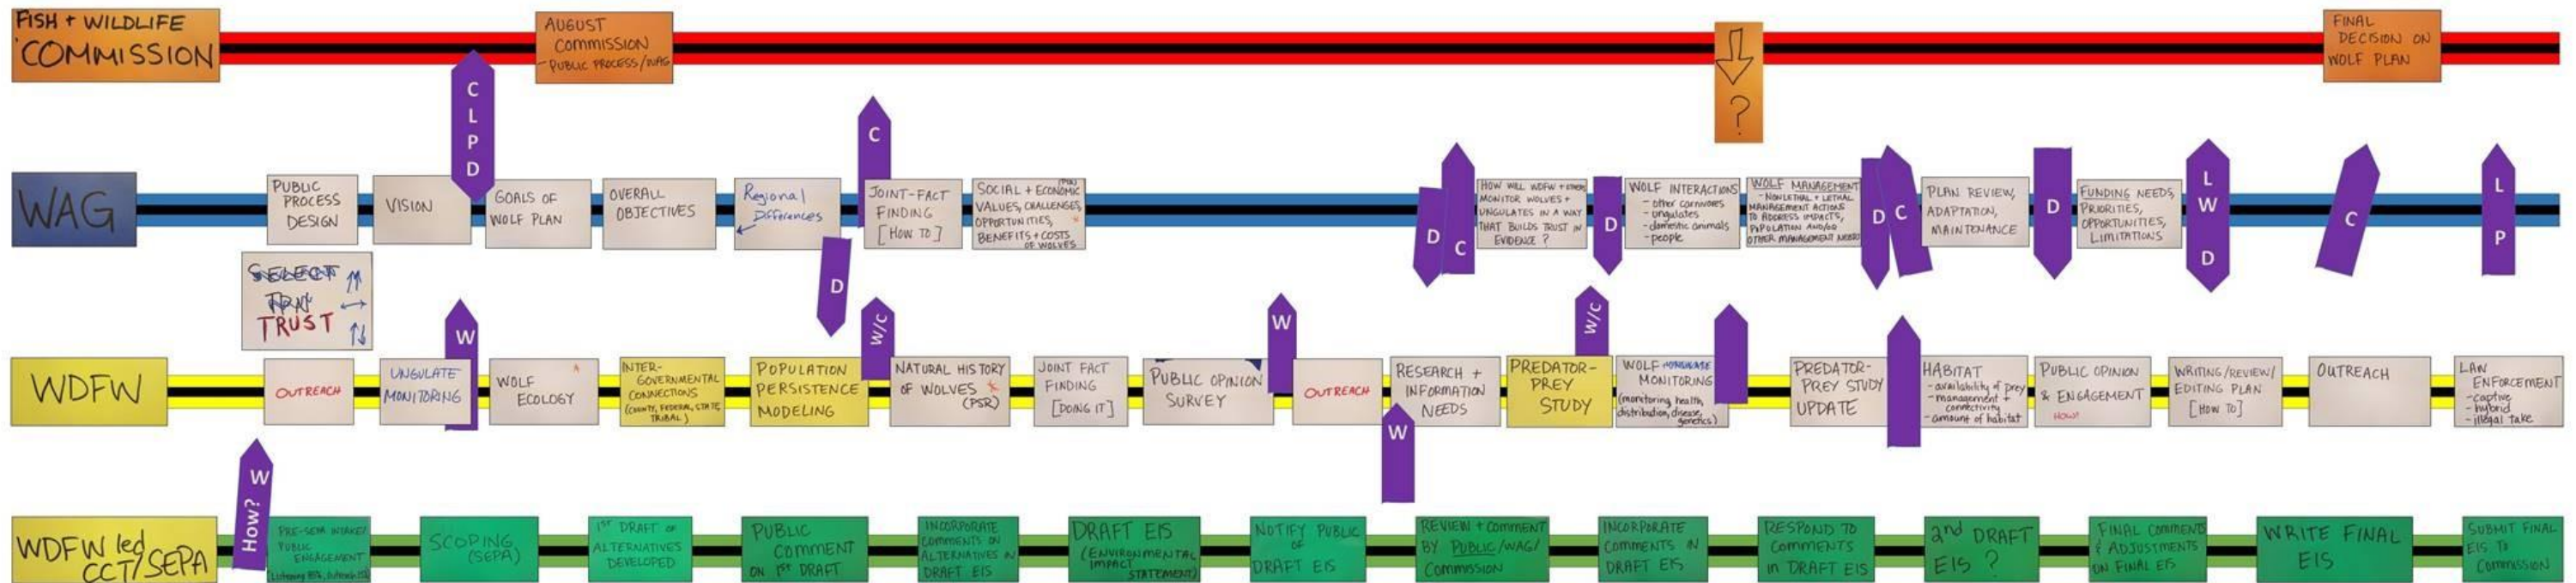 FISH + WILDLIFE
COMMISSION
AUGUST
COMMISSION
- PUBLIC PROCESS/WAG
?
FINAL
DECISION ON
WOLF PLAN
C
L
P
D
C
WAG
PUBLIC
PROCESS
DESIGN
VISION
GOALS OF
WOLF PLAN
OVERALL
OBJECTIVES
Regional
Differences
JOINT-FACT
FINDING
[HOW TO]
SOCIAL + ECONOMIC
VALUES, CHALLENGES,
OPPORTUNITIES,
BENEFITS + COSTS
OF WOLVES
D
C
HOW WILL WDFW + OTHERS
MONITOR WOLVES +
UNGULATES IN A WAY
THAT BUILDS TRUST IN
EVIDENCE?
D
WOLF INTERACTIONS
- other carnivores
- ungulates
- domestic animals
- people
WOLF MANAGEMENT
- NONLETHAL + LETHAL
MANAGEMENT ACTIONS
TO ADDRESS IMPACTS,
POPULATION AND/OR
OTHER MANAGEMENT NEEDS
D
C
PLAN REVIEW,
ADAPTATION,
MAINTENANCE
D
FUNDING NEEDS,
PRIORITIES,
OPPORTUNITIES,
LIMITATIONS
L
W
D
C
L
P
SELECT
TRUST
D
W
W/C
W
W/C
WDFW
OUTREACH
UNGULATE
MONITORING
WOLF
ECOLOGY
INTER-
GOVERNMENTAL
CONNECTIONS
(COUNTY, FEDERAL, STATE,
TRIBAL)
POPULATION
PERSISTENCE
MODELING
NATURAL HISTORY
OF WOLVES
(PSR)
JOINT FACT
FINDING
[DOING IT]
PUBLIC OPINION
SURVEY
OUTREACH
RESEARCH +
INFORMATION
NEEDS
PREDATOR-
PREY
STUDY
WOLF
MONITORING
(monitoring health,
distribution, disease,
genetics)
PREDATOR-
PREY STUDY
UPDATE
HABITAT
- availability of prey
- management +
connectivity
- amount of habitat
PUBLIC OPINION
& ENGAGEMENT
HOW?
WRITING/REVIEW/
EDITING PLAN
[HOW TO]
OUTREACH
LAW
ENFORCEMENT
- captive
- hybrid
- illegal take
W
How? W
WDFW led
CCT/SEPA
PRE-SEPA INTAKE/
PUBLIC
ENGAGEMENT
SCOPING
(SEPA)
1ST DRAFT OF
ALTERNATIVES
DEVELOPED
PUBLIC
COMMENT
ON 1ST DRAFT
INCORPORATE
COMMENTS ON
ALTERNATIVES IN
DRAFT EIS
DRAFT EIS
(ENVIRONMENTAL
IMPACT
STATEMENT)
NOTIFY PUBLIC
OF
DRAFT EIS
REVIEW + COMMENT
BY PUBLIC/WAG/
COMMISSION
INCORPORATE
COMMENTS IN
DRAFT EIS
RESPOND TO
COMMENTS
in DRAFT EIS
2nd DRAFT
EIS ?
FINAL COMMENTS
& ADJUSTMENTS
ON FINAL EIS
WRITE FINAL
EIS
SUBMIT FINAL
EIS TO
COMMISSION